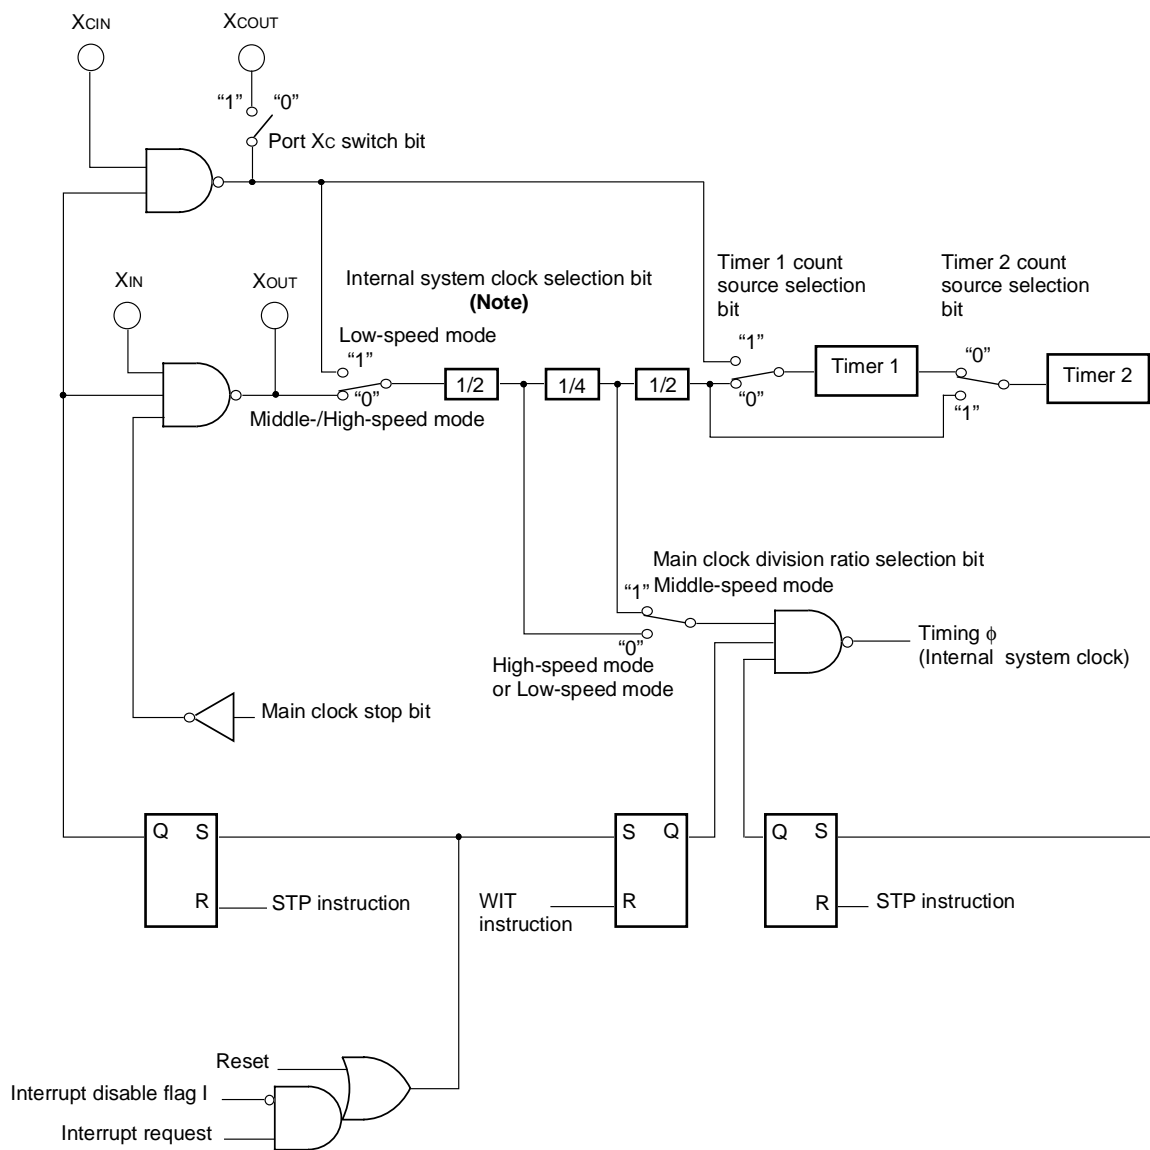 XCIN
XCOUT
“1” “0”
Port XC switch bit
XIN
XOUT
Internal system clock selection bit
(Note)
Low-speed mode
“1”
“0”
Middle-/High-speed mode
1/2
1/4
1/2
Timer 1 count
source selection
bit
“1”
“0”
Timer 1
Timer 2 count
source selection
bit
“0”
“1”
Timer 2
Main clock division ratio selection bit
“1” Middle-speed mode
“0”
High-speed mode
or Low-speed mode
Timing ϕ
(Internal system clock)
Main clock stop bit
Q S
R
STP instruction
S Q
R
WIT
instruction
Q S
R
STP instruction
Reset
Interrupt disable flag I
Interrupt request